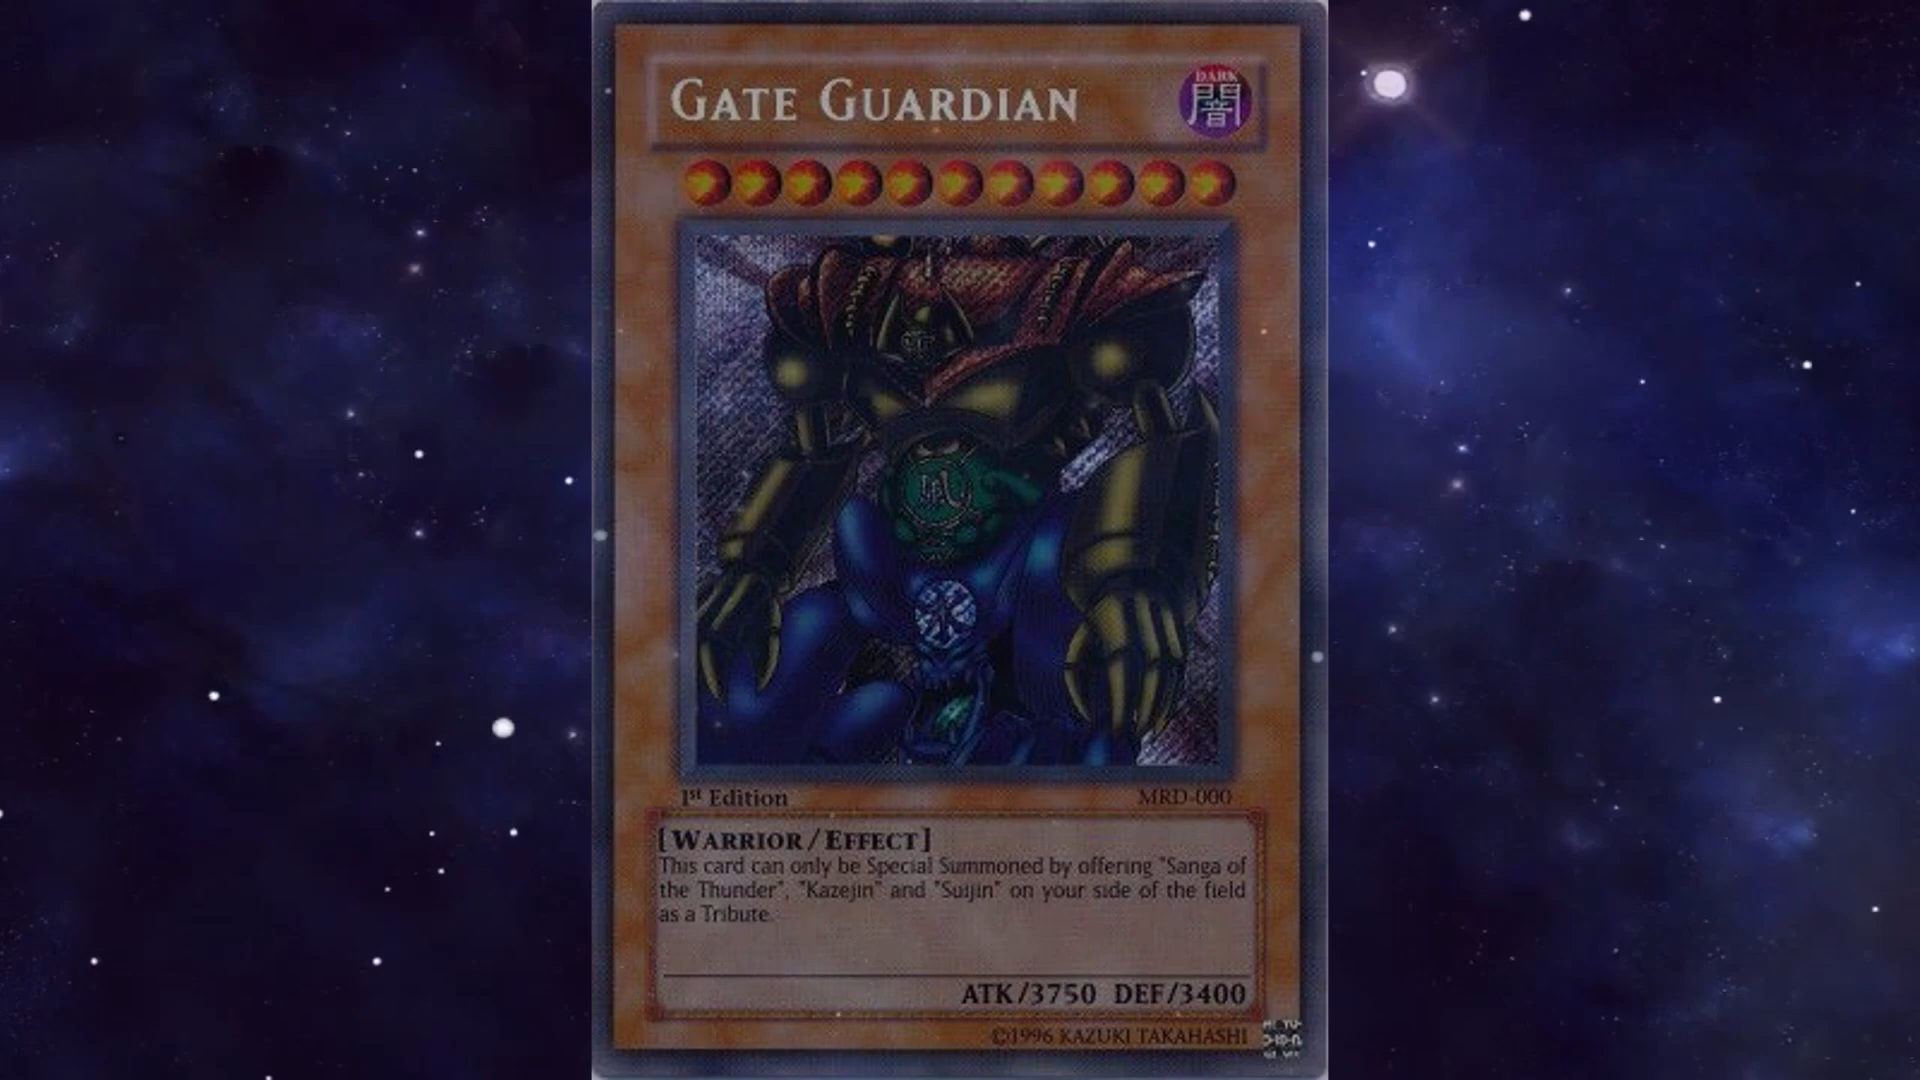 GATE GUARDIAN
DARK
闇
1st Edition
MRD-000
[WARRIOR/EFFECT]
This card can only be Special Summoned by offering "Sanga of
the Thunder", "Kazejin" and "Suijin" on your side of the field
as a Tribute.
ATK/3750 DEF/3400
©1996 KAZUKI TAKAHASHI